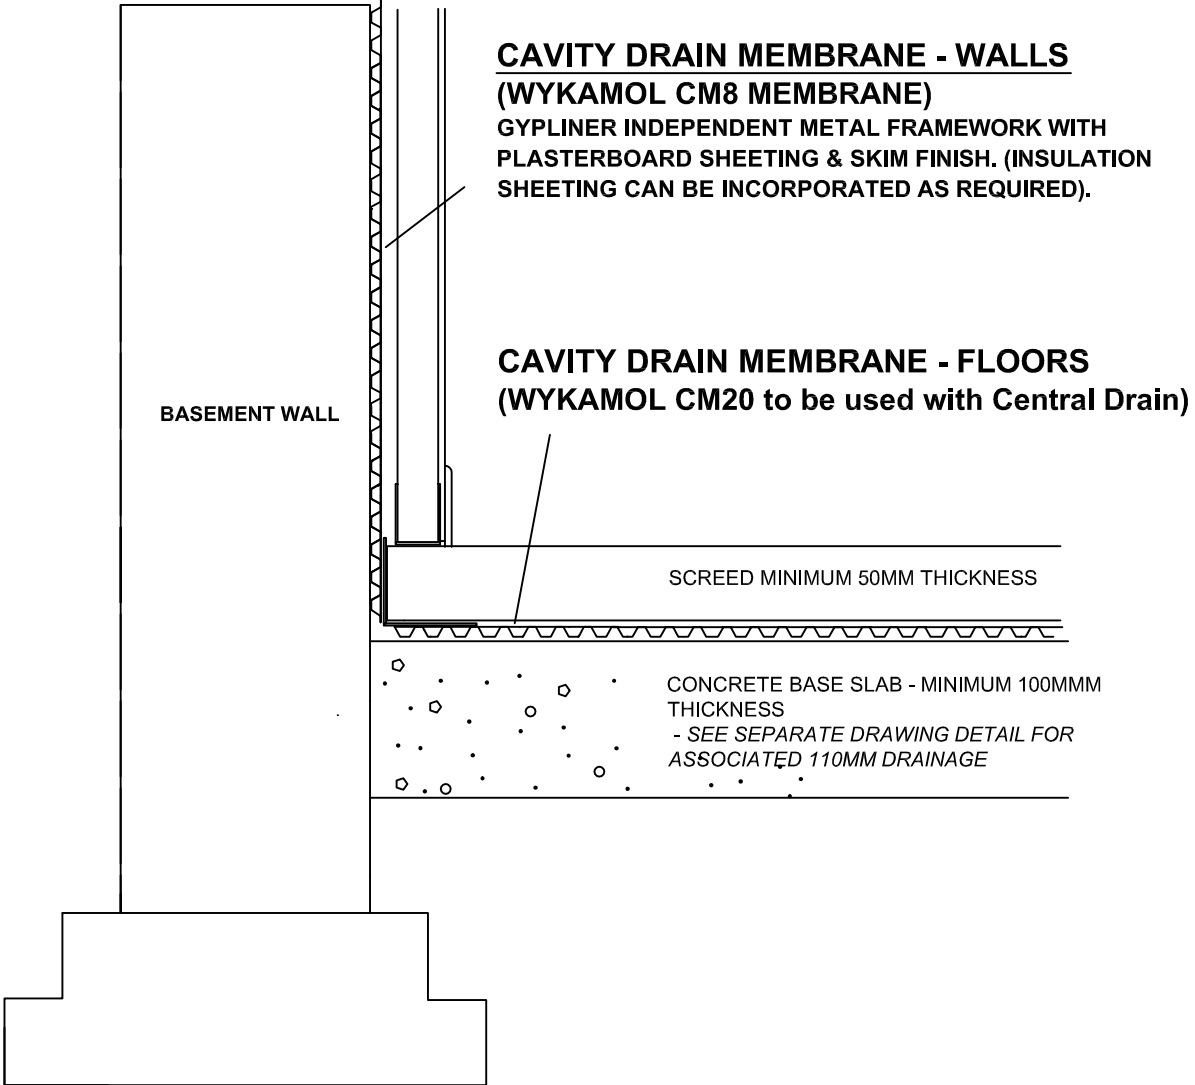 CAVITY DRAIN MEMBRANE - WALLS
(WYKAMOL CM8 MEMBRANE)
GYPLINER INDEPENDENT METAL FRAMEWORK WITH
PLASTERBOARD SHEETING & SKIM FINISH. (INSULATION
SHEETING CAN BE INCORPORATED AS REQUIRED).
CAVITY DRAIN MEMBRANE - FLOORS
(WYKAMOL CM20 to be used with Central Drain)
BASEMENT WALL
SCREED MINIMUM 50MM THICKNESS
CONCRETE BASE SLAB - MINIMUM 100MMM
THICKNESS
- SEE SEPARATE DRAWING DETAIL FOR
ASSOCIATED 110MM DRAINAGE